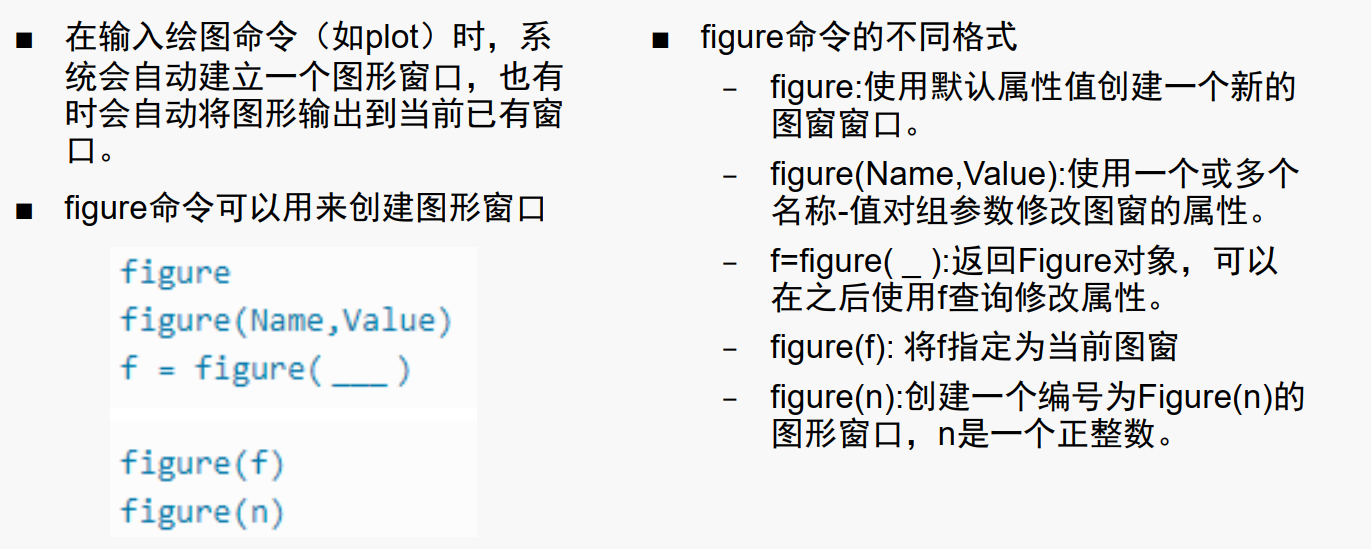 ■ 在输入绘图命令（如plot）时，系
统会自动建立一个图形窗口，也有
时会自动将图形输出到当前已有窗
口。
■ figure命令可以用来创建图形窗口
figure
figure(Name,Value)
f = figure( ___ )
figure(f)
figure(n)
■ figure命令的不同格式
– figure:使用默认属性值创建一个新的
图窗窗口。
– figure(Name,Value):使用一个或多个
名称-值对组参数修改图窗的属性。
– f=figure( _ ):返回Figure对象，可以
在之后使用f查询修改属性。
– figure(f): 将f指定为当前图窗
– figure(n):创建一个编号为Figure(n)的
图形窗口，n是一个正整数。